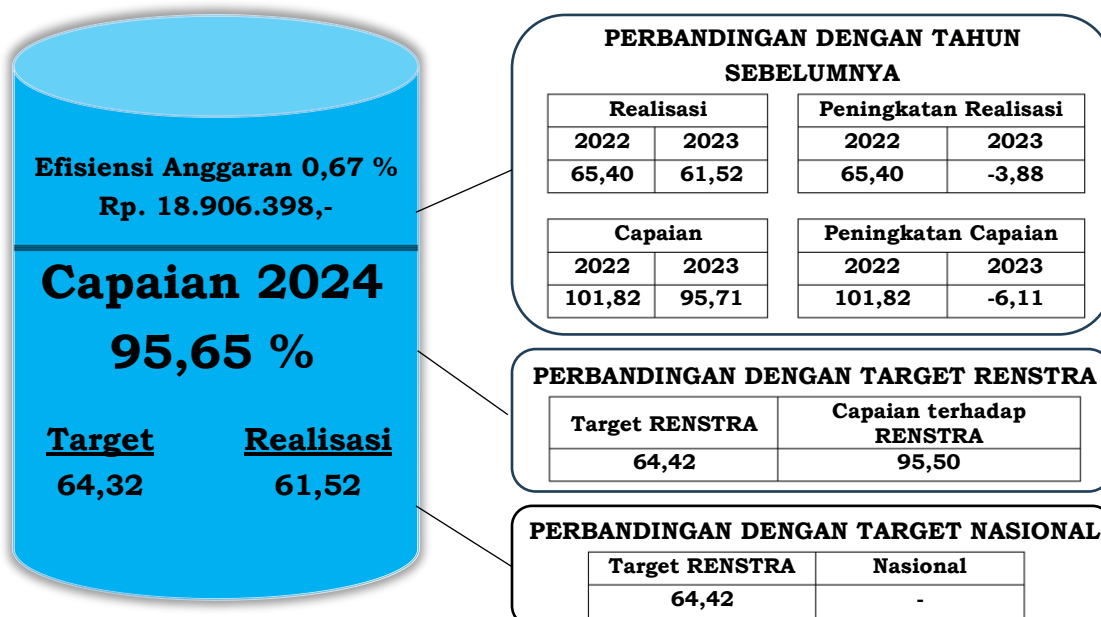 Efisiensi Anggaran 0,67 %
Rp. 18.906.398,-
Capaian 2024
95,65 %
Target Realisasi
64,32 61,52
PERBANDINGAN DENGAN TAHUN
SEBELUMNYA
Realisasi Peningkatan Realisasi
2022 2023 2022 2023
65,40 61,52 65,40 -3,88
Capaian Peningkatan Capaian
2022 2023 2022 2023
101,82 95,71 101,82 -6,11
PERBANDINGAN DENGAN TARGET RENSTRA
Target RENSTRA Capaian terhadap
RENSTRA
64,42 95,50
PERBANDINGAN DENGAN TARGET NASIONAL
Target RENSTRA Nasional
64,42 -